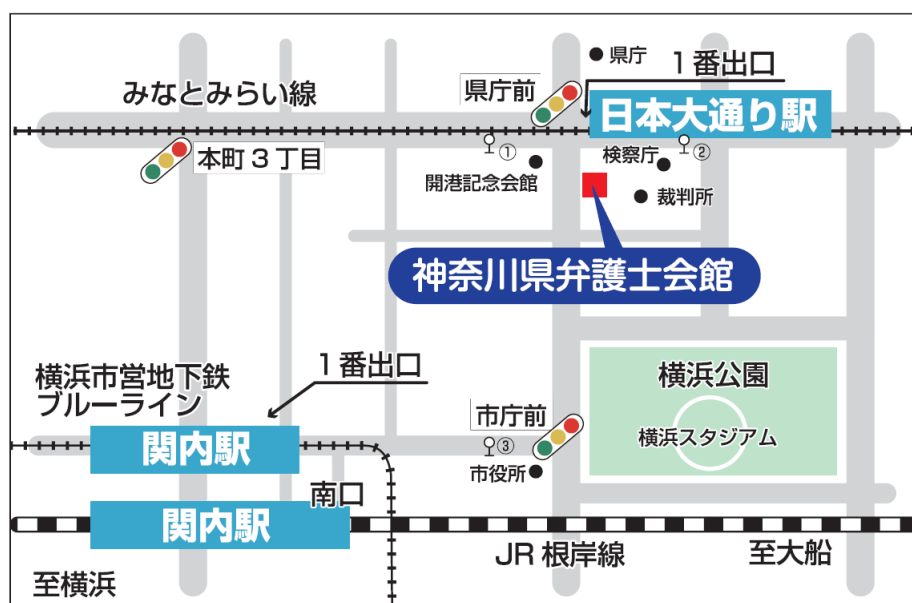 県庁
1番出口
県庁前
みなとみらい線
日本大通り駅
本町3丁目
①
検察庁
②
開港記念会館
裁判所
神奈川県弁護士会館
1番出口
横浜市営地下鉄
ブルーライン
横浜公園
市庁前
横浜スタジアム
関内駅
③
市役所
南口
関内駅
JR根岸線
至大船
至横浜